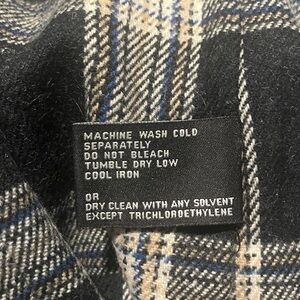 MACHINE WASH COLD
SEPARATELY
DO NOT BLEACH
TUMBLE DRY LOW
COOL IRON
OR
DRY CLEAN WITH ANY SOLVENT
EXCEPT TRICHLOROETHYLENE